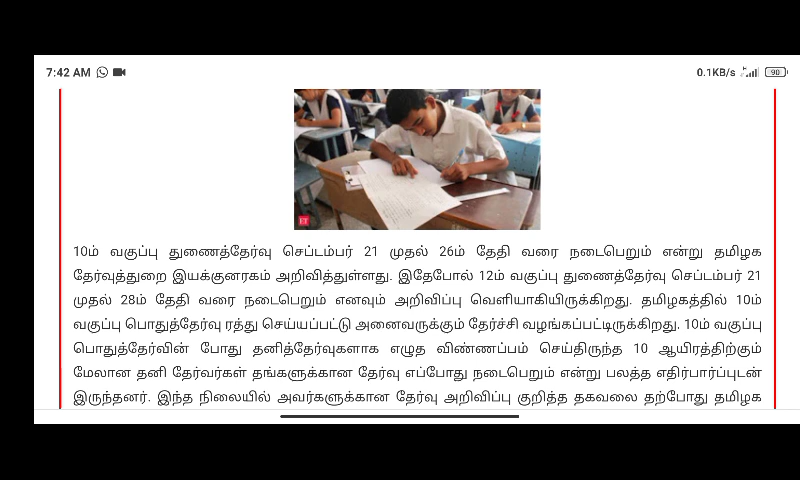 7:42 AM
0.1KB/s
90
ET
10ம் வகுப்பு துணைத்தேர்வு செப்டம்பர் 21 முதல் 26ம் தேதி வரை நடைபெறும் என்று தமிழக
தேர்வுத்துறை இயக்குனரகம் அறிவித்துள்ளது. இதேபோல் 12ம் வகுப்பு துணைத்தேர்வு செப்டம்பர் 21
முதல் 28ம் தேதி வரை நடைபெறும் எனவும் அறிவிப்பு வெளியாகியிருக்கிறது. தமிழகத்தில் 10ம்
வகுப்பு பொதுத்தேர்வு ரத்து செய்யப்பட்டு அனைவருக்கும் தேர்ச்சி வழங்கப்பட்டிருக்கிறது. 10ம் வகுப்பு
பொதுத்தேர்வின் போது தனித்தேர்வுகளாக எழுத விண்ணப்பம் செய்திருந்த 10 ஆயிரத்திற்கும்
மேலான தனி தேர்வர்கள் தங்களுக்கான தேர்வு எப்போது நடைபெறும் என்று பலத்த எதிர்பார்ப்புடன்
இருந்தனர். இந்த நிலையில் அவர்களுக்கான தேர்வு அறிவிப்பு குறித்த தகவலை தற்போது தமிழக